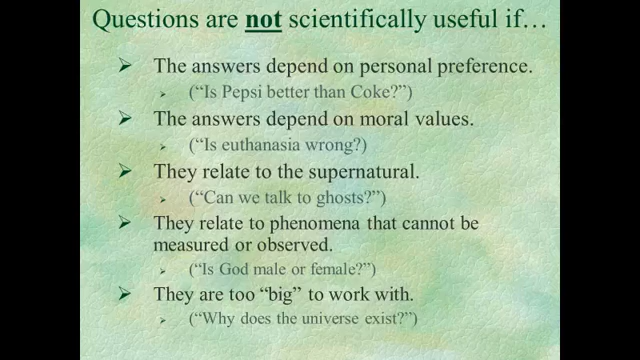 Questions are not scientifically useful if…
The answers depend on personal preference.
(“Is Pepsi better than Coke?”)
The answers depend on moral values.
(“Is euthanasia wrong?)
They relate to the supernatural.
(“Can we talk to ghosts?”)
They relate to phenomena that cannot be
measured or observed.
(“Is God male or female?”)
They are too “big” to work with.
(“Why does the universe exist?”)